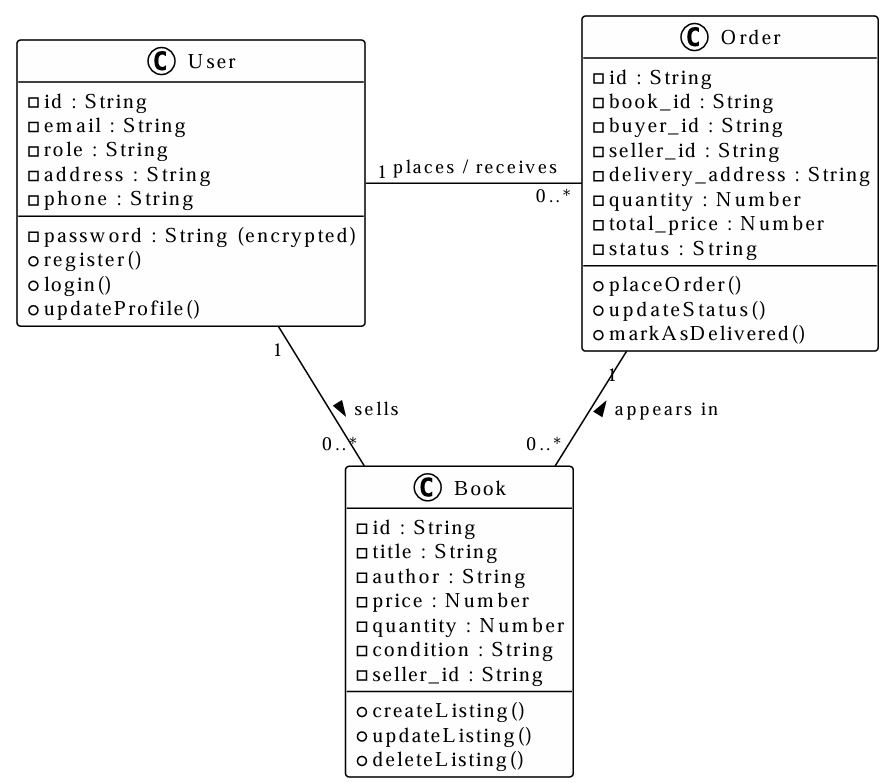 C User
id : String
email : String
role : String
address : String
phone : String
password : String (encrypted)
register()
login()
updateProfile()
1 places / receives
0..*
C Order
id : String
book_id : String
buyer_id : String
seller_id : String
delivery_address : String
quantity : Number
total_price : Number
status : String
placeOrder()
updateStatus()
markAsDelivered()
1
sells
0..*
1
appears in
0..*
C Book
id : String
title : String
author : String
price : Number
quantity : Number
condition : String
seller_id : String
createListing()
updateListing()
deleteListing()